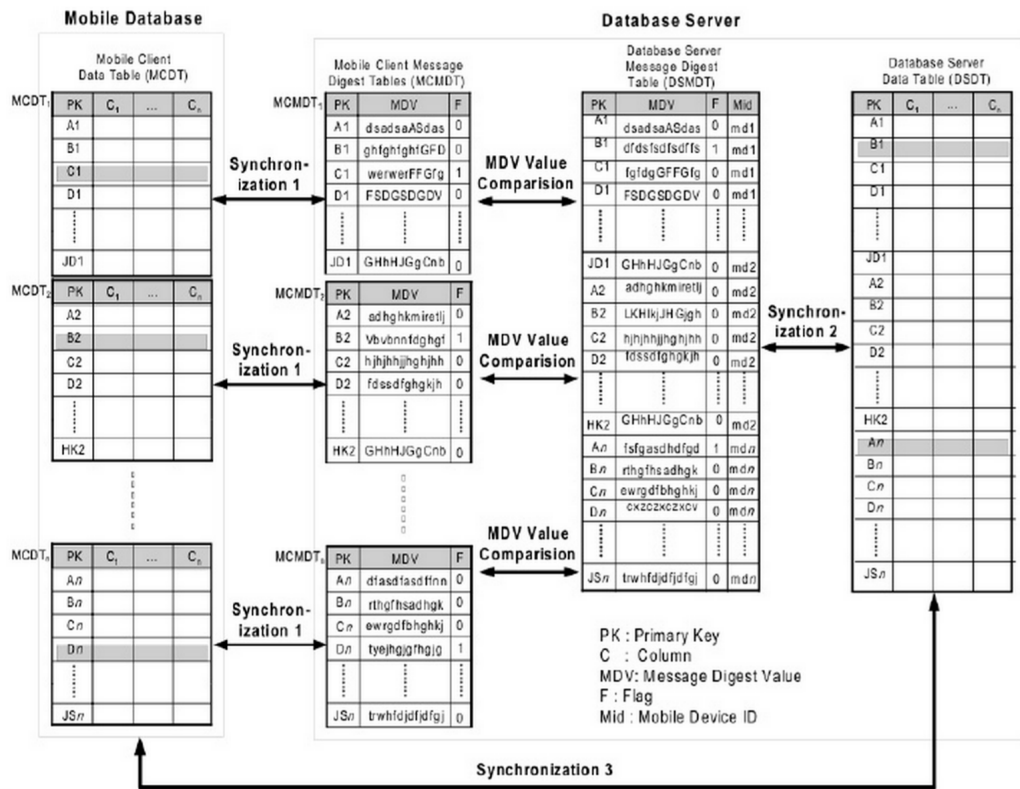 Mobile Database
Database Server
Mobile Client
Data Table (MCDT)
Mobile Client Message
Digest Tables (MCMDT)
Database Server
Message Digest
Table (DSMDT)
Database Server
Data Table (DSDT)
MCDT1
PK C1 ... Cn
A1
B1
C1
D1
JD1
MCDT2
PK C1 ... Cn
A2
B2
C2
D2
HK2
MCDTn
PK C1 ... Cn
An
Bn
Cn
Dn
JSn
Synchron-
ization 1
Synchron-
ization 1
Synchron-
ization 1
MCMDT1
PK MDV F
A1 dsadsaASdas 0
B1 ghfghfghfGFD 0
C1 werwerFFGfg 1
D1 FSDGSDGDV 0
JD1 GHhHJGgCnb 0
MCMDT2
PK MDV F
A2 adhghkmiretlj 0
B2 Vbvbnnfdghgf 1
C2 hjhjhhjjhghjhh 0
D2 fdssdfghgkjh 0
HK2 GHhHJGgCnb 0
MCMDTn
PK MDV F
An dfasdfasdffnn 0
Bn rthgfhsadhgk 0
Cn ewrgdfbhghkj 0
Dn tyejhgjgfhgjg 1
JSn trwhfdjdfjdfgj 0
MDV Value
Comparision
MDV Value
Comparision
MDV Value
Comparision
PK MDV F Mid
A1 dsadsaASdas 0 md1
B1 dfdsfsdfsdffs 1 md1
C1 fgfdgGFFGfg 0 md1
D1 FSDGSDGDV 0 md1
JD1 GHhHJGgCnb 0 md2
A2 adhghkmiretlj 0 md2
B2 LKHlkjJHGjgh 0 md2
C2 hjhjhhjjhghjhh 0 md2
D2 fdssdfghgkjh 0 md2
HK2 GHhHJGgCnb 0 md2
An fsfgasdhdfgd 1 mdn
Bn rthgfhsadhgk 0 mdn
Cn ewrgdfbhghkj 0 mdn
Dn cxzczxczxcv 0 mdn
JSn trwhfdjdfjdfgj 0 mdn
Synchron-
ization 2
PK C1 ... Cn
A1
B1
C1
D1
JD1
A2
B2
C2
D2
HK2
An
Bn
Cn
Dn
JSn
PK : Primary Key
C : Column
MDV: Message Digest Value
F : Flag
Mid : Mobile Device ID
Synchronization 3